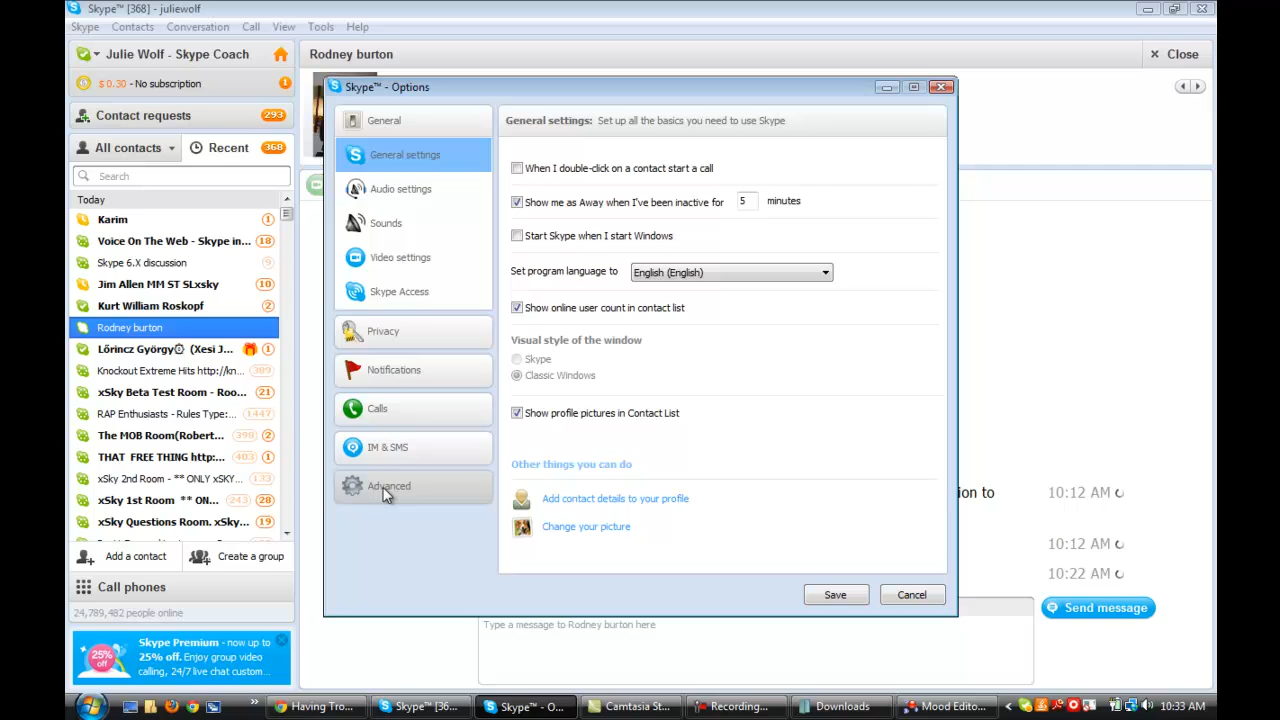 Skype™ [368] - juliewolf
Skype Contacts Conversation Call View Tools Help
Julie Wolf - Skype Coach
$ 0.30 - No subscription 1
Contact requests 293
All contacts Recent 368
Search
Today
Karim 1
Voice On The Web - Skype in... 18
Skype 6.X discussion 9
Jim Allen MM ST SLxsky 10
Kurt William Roskopf 2
Rodney burton
Lőrincz György (Xesi J... 1
Knockout Extreme Hits http://kn... 389
xSky Beta Test Room - Roo... 21
RAP Enthusiasts - Rules Type:... 1447
The MOB Room(Robert... 398 2
THAT FREE THING http:... 403 1
xSky 2nd Room - ** ONLY xSKY... 133
xSky 1st Room ** ON... 243 28
xSky Questions Room. xSky... 19
Add a contact Create a group
Call phones
24,789,482 people online
Skype Premium - now up to
25% off. Enjoy group video
calling, 24/7 live chat custom...
25%
off
Rodney burton
Close
Skype™ - Options
General
General settings
Audio settings
Sounds
Video settings
Skype Access
Privacy
Notifications
Calls
IM & SMS
Advanced
General settings: Set up all the basics you need to use Skype
When I double-click on a contact start a call
Show me as Away when I've been inactive for 5 minutes
Start Skype when I start Windows
Set program language to English (English)
Show online user count in contact list
Visual style of the window
Skype
Classic Windows
Show profile pictures in Contact List
Other things you can do
Add contact details to your profile
Change your picture
Save Cancel
ion to 10:12 AM
10:12 AM
10:22 AM
Send message
Type a message to Rodney burton here
Having Tro... Skype™ [36... Skype™ - O... Camtasia St... Recording... Downloads Mood Edito... 10:33 AM